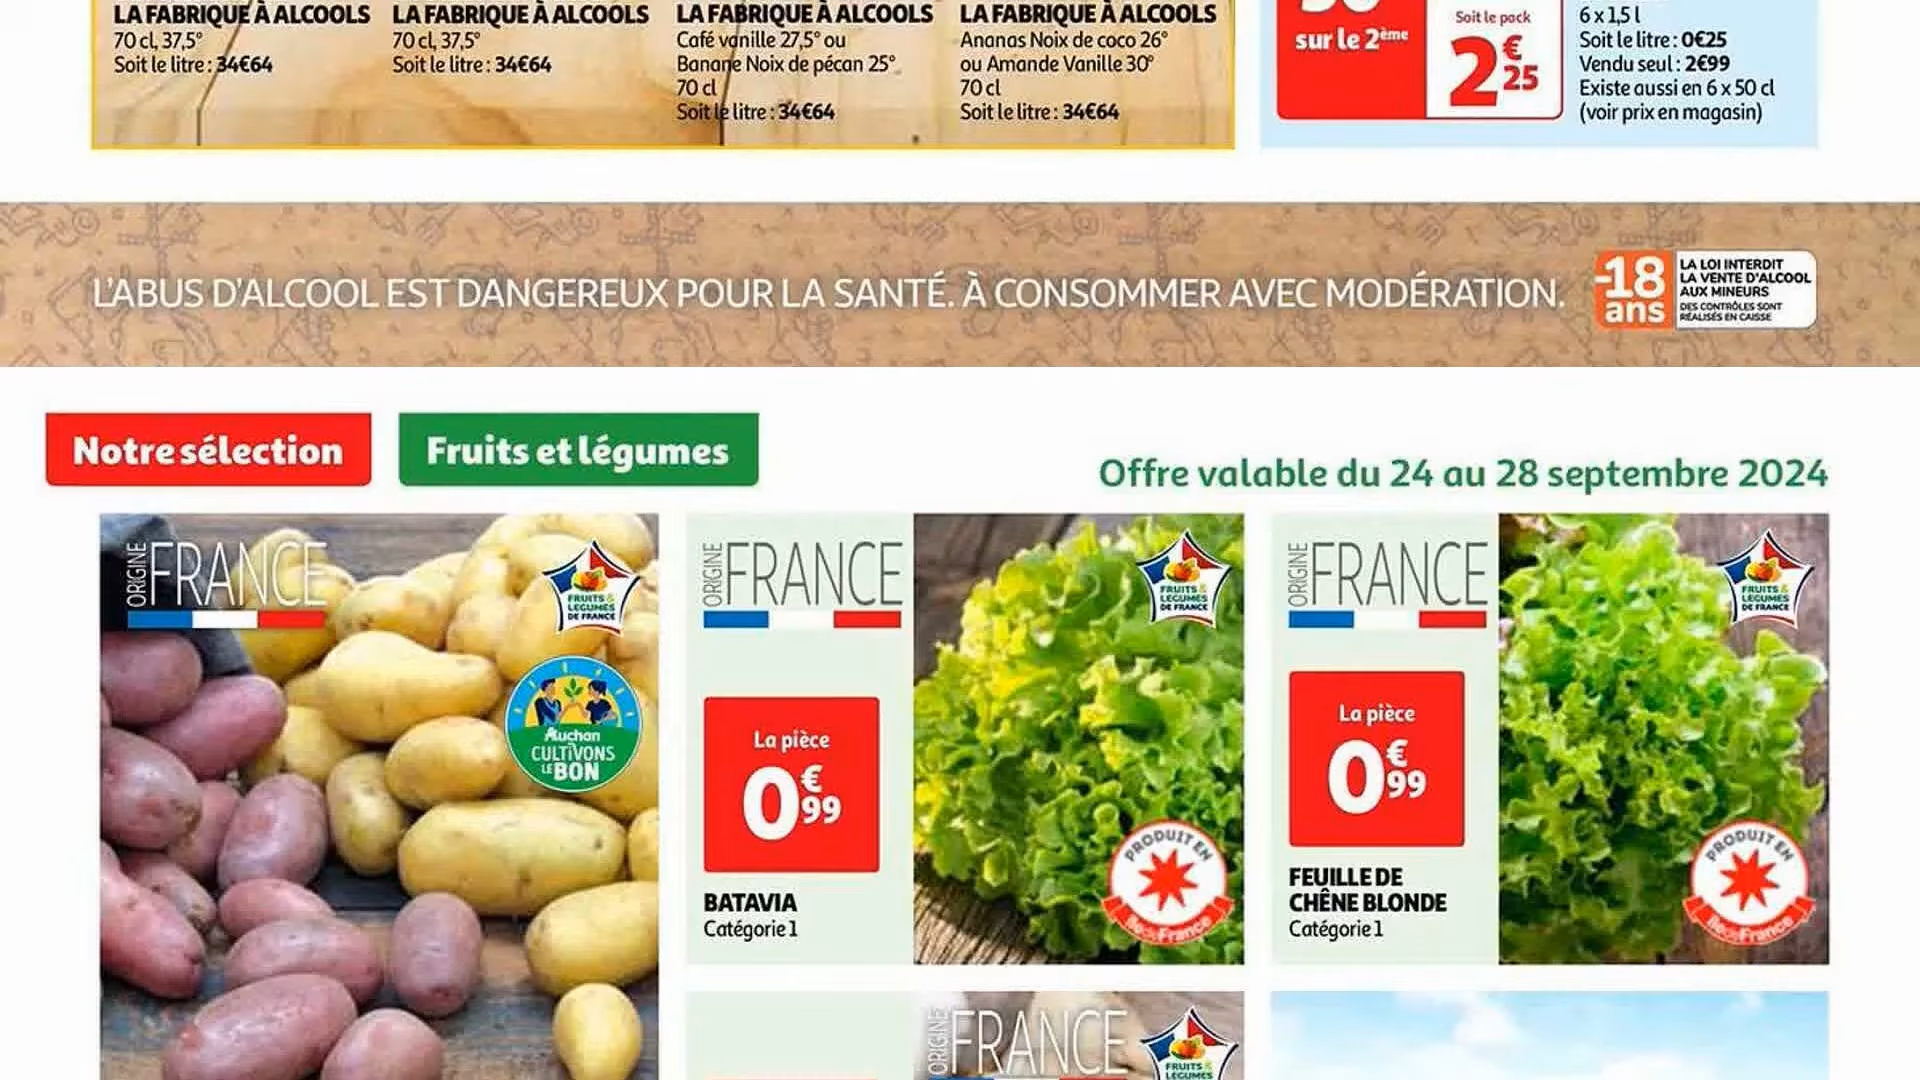 LA FABRIQUE À ALCOOLS
70 cl, 37,5°
Soit le litre : 34€64
LA FABRIQUE À ALCOOLS
70 cl, 37,5°
Soit le litre : 34€64
LA FABRIQUE À ALCOOLS
Café vanille 27,5° ou
Banane Noix de pécan 25°
70 cl
Soit le litre : 34€64
LA FABRIQUE À ALCOOLS
Ananas Noix de coco 26°
ou Amande Vanille 30°
70 cl
Soit le litre : 34€64
sur le 2ème
Soit le pack
2€25
6 x 1,5 l
Soit le litre : 0€25
Vendu seul : 2€99
Existe aussi en 6 x 50 cl
(voir prix en magasin)
L'ABUS D'ALCOOL EST DANGEREUX POUR LA SANTÉ. À CONSOMMER AVEC MODÉRATION.
-18
ans
LA LOI INTERDIT
LA VENTE D'ALCOOL
AUX MINEURS
DES CONTRÔLES SONT
RÉALISÉS EN CAISSE
Notre sélection
Fruits et légumes
Offre valable du 24 au 28 septembre 2024
ORIGINE
FRANCE
FRUITS &
LÉGUMES
DE FRANCE
Auchan
CULTIVONS
LE BON
ORIGINE
FRANCE
FRUITS &
LÉGUMES
DE FRANCE
La pièce
0€99
BATAVIA
Catégorie 1
PRODUIT EN
île de France
ORIGINE
FRANCE
FRUITS &
LÉGUMES
DE FRANCE
La pièce
0€99
FEUILLE DE
CHÊNE BLONDE
Catégorie 1
PRODUIT EN
île de France
ORIGINE
FRANCE
FRUITS &
LÉGUMES